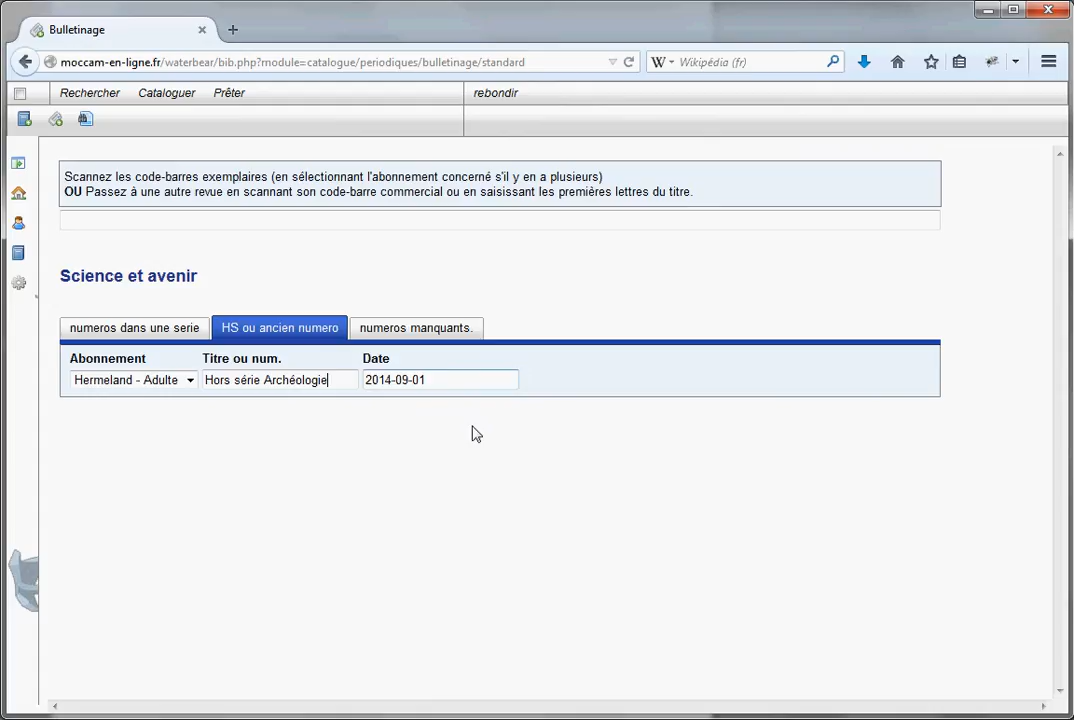 Bulletinage
moccam-en-ligne.fr/waterbear/bib.php?module=catalogue/periodiques/bulletinage/standard
W Wikipédia (fr)
Rechercher Cataloguer Prêter rebondir
Scannez les code-barres exemplaires (en sélectionnant l'abonnement concerné s'il y en a plusieurs)
OU Passez à une autre revue en scannant son code-barre commercial ou en saisissant les premières lettres du titre.
Science et avenir
numeros dans une serie HS ou ancien numero numeros manquants.
Abonnement Titre ou num. Date
Hermeland - Adulte Hors série Archéologie 2014-09-01